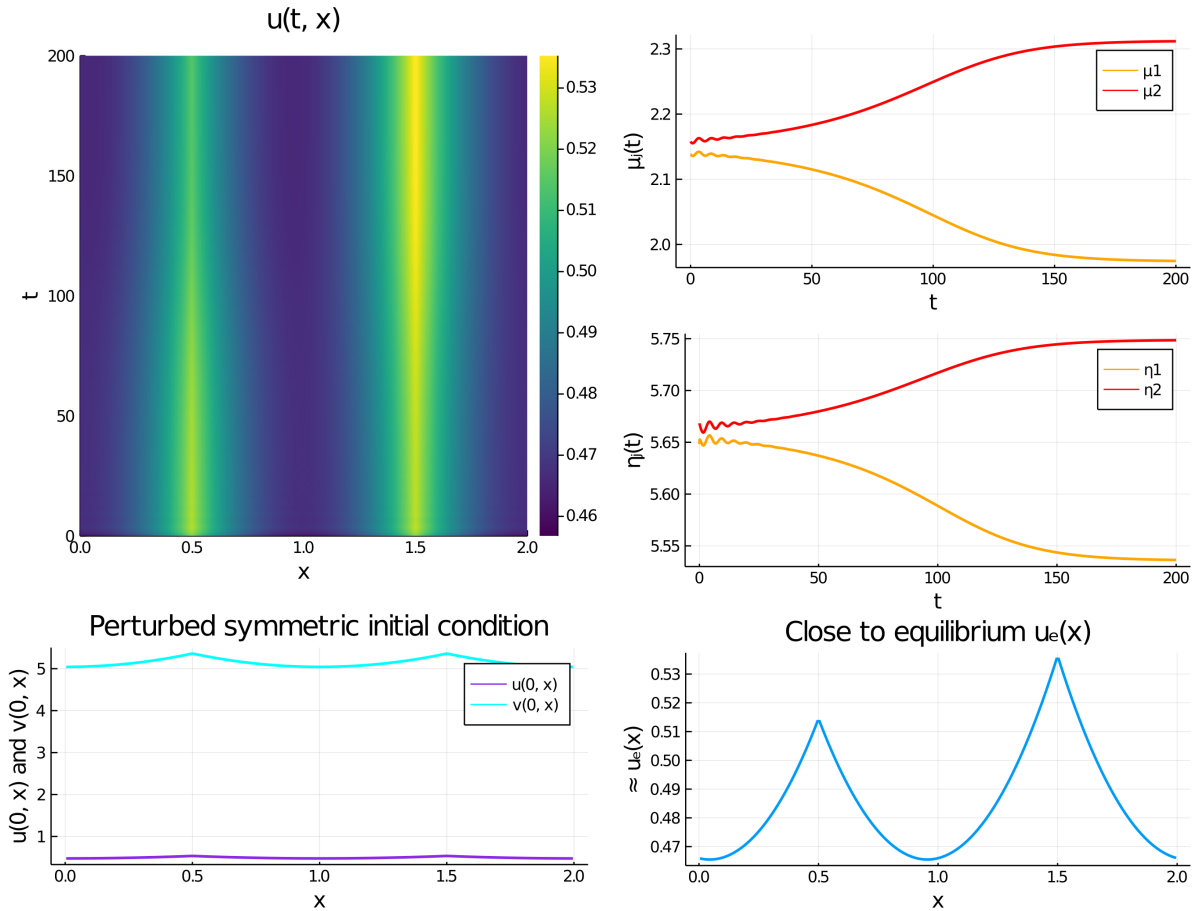 u(t, x)
200
150
100
50
0
t
0.0 0.5 1.0 1.5 2.0
x
0.53
0.52
0.51
0.50
0.49
0.48
0.47
0.46
2.3
2.2
2.1
2.0
μⱼ(t)
0 50 100 150 200
t
μ1
μ2
5.75
5.70
5.65
5.60
5.55
ηⱼ(t)
0 50 100 150 200
t
η1
η2
Perturbed symmetric initial condition
5
4
3
2
1
u(0, x) and v(0, x)
0.0 0.5 1.0 1.5 2.0
x
u(0, x)
v(0, x)
Close to equilibrium uₑ(x)
0.53
0.52
0.51
0.50
0.49
0.48
0.47
≈ uₑ(x)
0.0 0.5 1.0 1.5 2.0
x